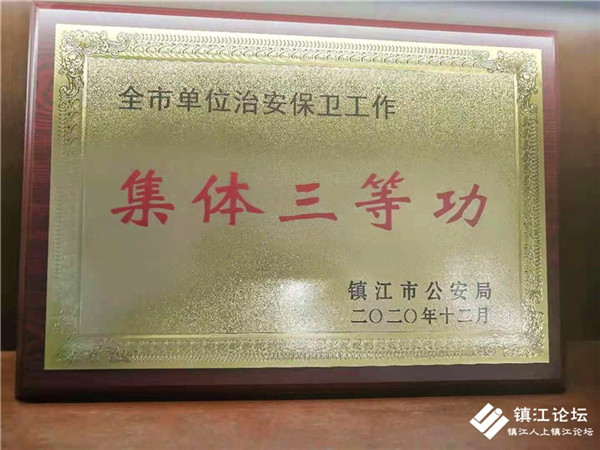 全市单位治安保卫工作
集体三等功
镇江市公安局
二〇二〇年十二月
镇江论坛
镇江人上镇江论坛